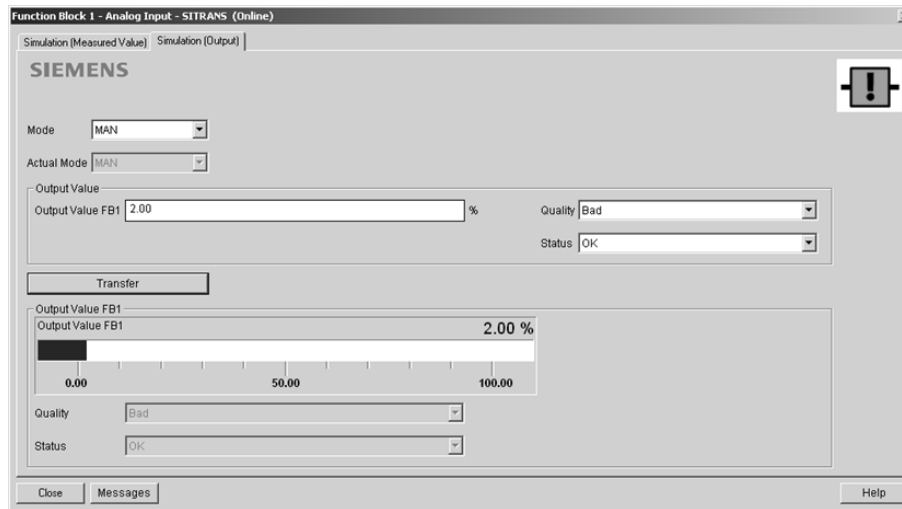 Function Block 1 - Analog Input - SITRANS (Online)
Simulation (Measured Value) Simulation (Output)
SIEMENS
Mode MAN
Actual Mode MAN
Output Value
Output Value FB1 2.00 % Quality Bad
Status OK
Transfer
Output Value FB1
Output Value FB1 2.00 %
0.00 50.00 100.00
Quality Bad
Status OK
Close Messages Help